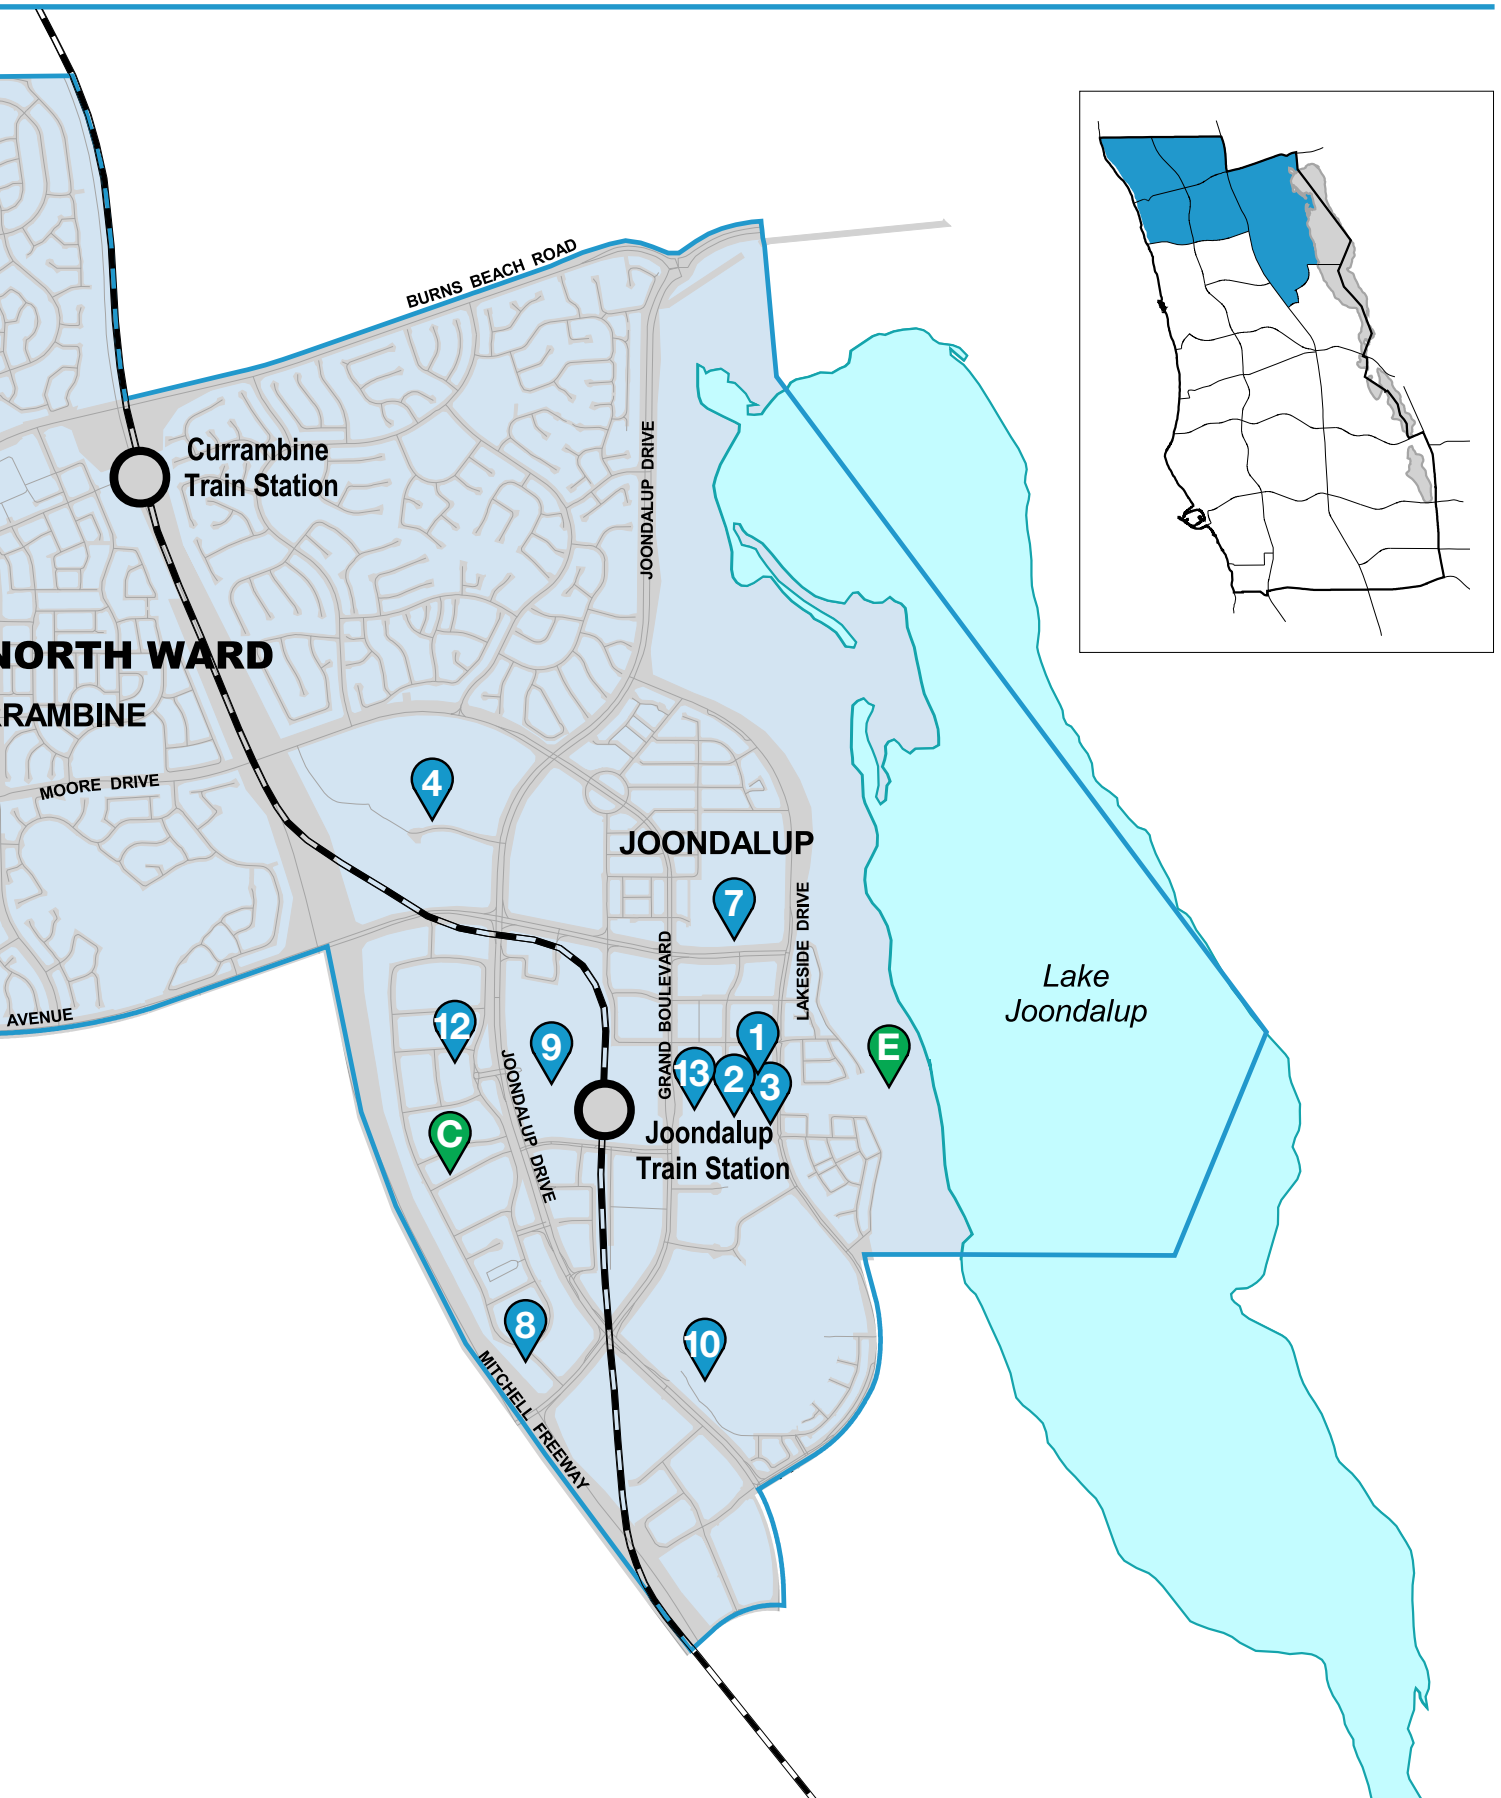 BURNS BEACH ROAD
Currambine
Train Station
JOONDALUP DRIVE
NORTH WARD
RRAMBINE
MOORE DRIVE
4
JOONDALUP
7
LAKESIDE DRIVE
GRAND BOULEVARD
Lake
Joondalup
AVENUE
12
9
1
E
13
2
3
C
JOONDALUP DRIVE
Joondalup
Train Station
8
10
MITCHELL FREEWAY